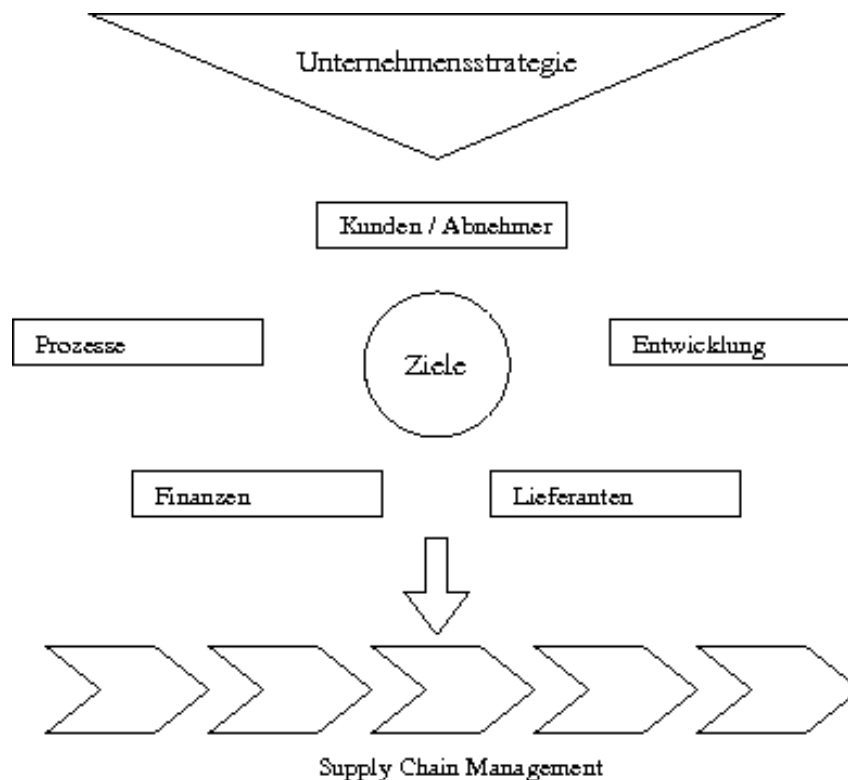 Unternehmensstrategie
Kunden / Abnehmer
Prozesse
Entwicklung
Ziele
Finanzen
Lieferanten
Supply Chain Management